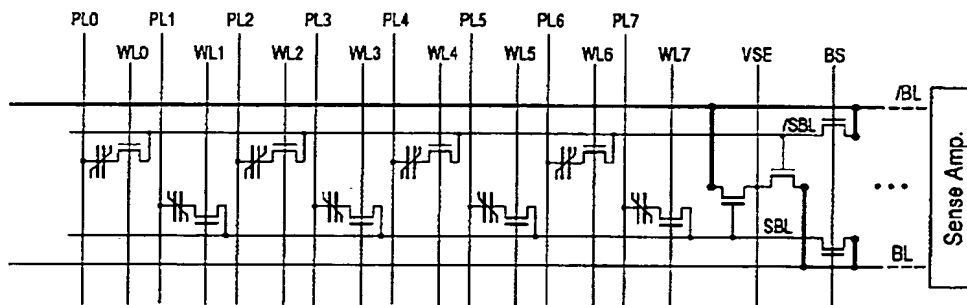 PL0 PL1 PL2 PL3 PL4 PL5 PL6 PL7
WL0 WL1 WL2 WL3 WL4 WL5 WL6 WL7 VSE BS
/BL
/SBL
SBL
BL
Sense Amp.